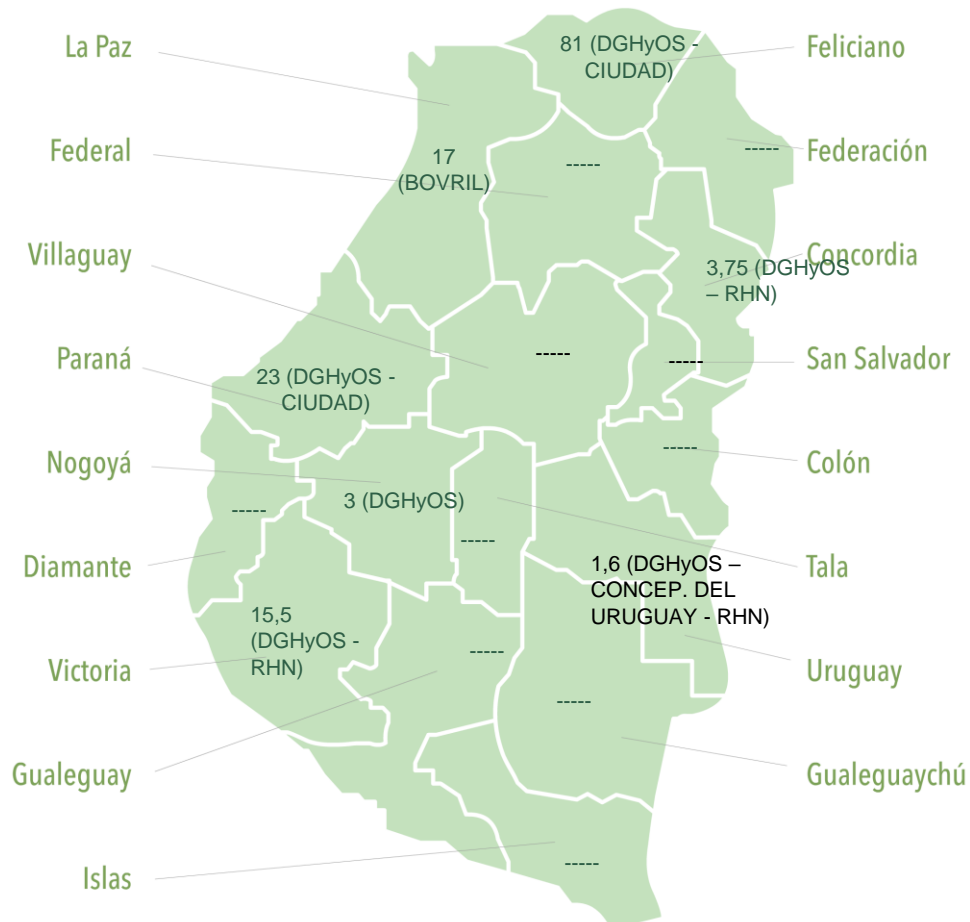 La Paz
81 (DGHyOS -
CIUDAD)
Feliciano
Federal
17
(BOVRIL)
-----
-----
Federación
Villaguay
Concordia
3,75 (DGHyOS
– RHN)
Paraná
23 (DGHyOS -
CIUDAD)
-----
-----
San Salvador
Nogoyá
3 (DGHyOS)
-----
Colón
-----
-----
Diamante
1,6 (DGHyOS –
CONCEP. DEL
URUGUAY - RHN)
Tala
15,5
(DGHyOS -
RHN)
Victoria
-----
Uruguay
-----
Gualeguay
Gualeguaychú
-----
Islas